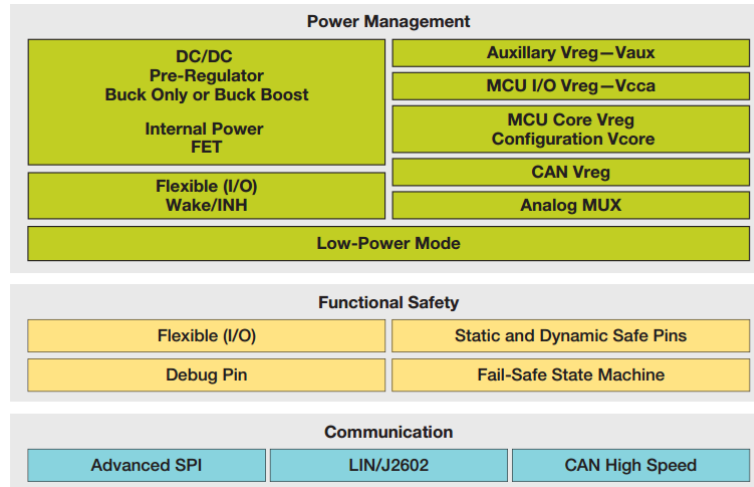 Power Management
DC/DC
Pre-Regulator
Buck Only or Buck Boost
Internal Power
FET
Flexible (I/O)
Wake/INH
Auxillary Vreg—Vaux
MCU I/O Vreg—Vcca
MCU Core Vreg
Configuration Vcore
CAN Vreg
Analog MUX
Low-Power Mode
Functional Safety
Flexible (I/O)
Static and Dynamic Safe Pins
Debug Pin
Fail-Safe State Machine
Communication
Advanced SPI
LIN/J2602
CAN High Speed